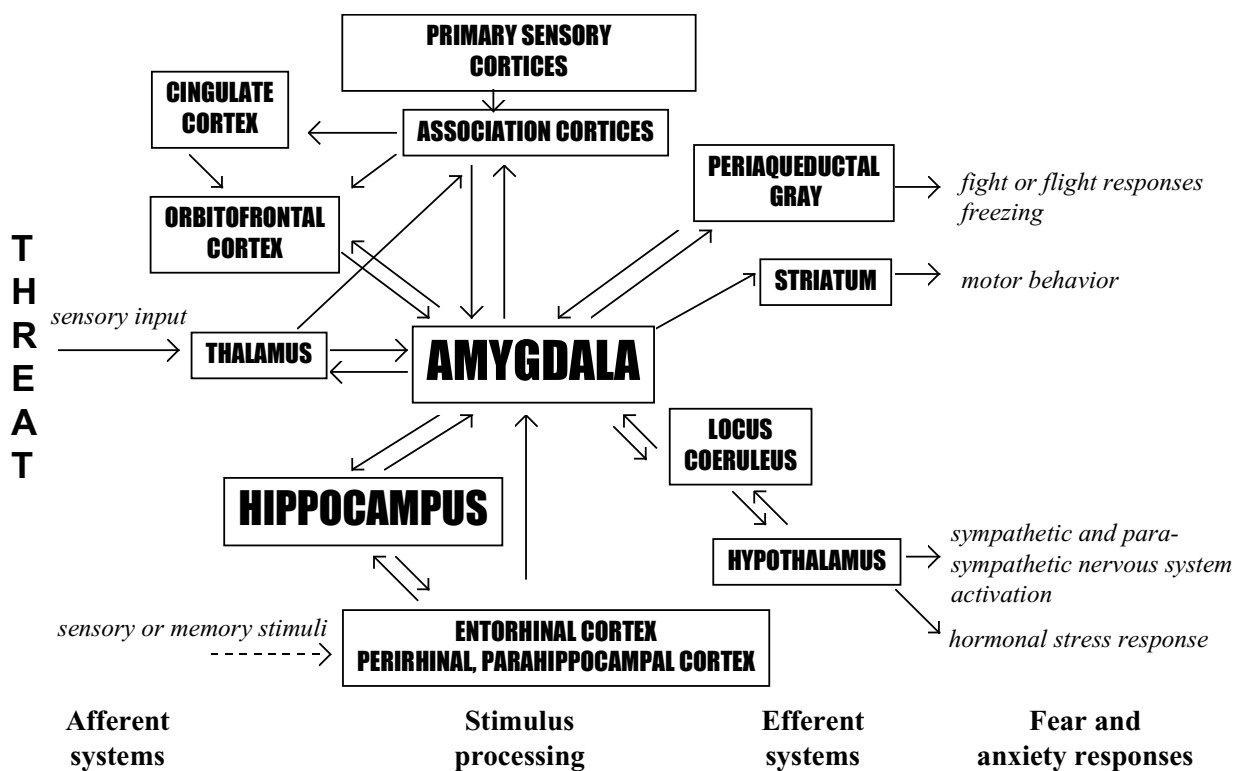 PRIMARY SENSORY
CORTICES
CINGULATE
CORTEX
ASSOCIATION CORTICES
PERIAQUEDUCTAL
GRAY
fight or flight responses
freezing
ORBITOFRONTAL
CORTEX
THREAT
STRIATUM
motor behavior
sensory input
THALAMUS
AMYGDALA
LOCUS
COERULEUS
HIPPOCAMPUS
HYPOTHALAMUS
sympathetic and para-
sympathetic nervous system
activation
sensory or memory stimuli
ENTORHINAL CORTEX
PERIRHINAL, PARAHIPPOCAMPAL CORTEX
hormonal stress response
Afferent
systems
Stimulus
processing
Efferent
systems
Fear and
anxiety responses